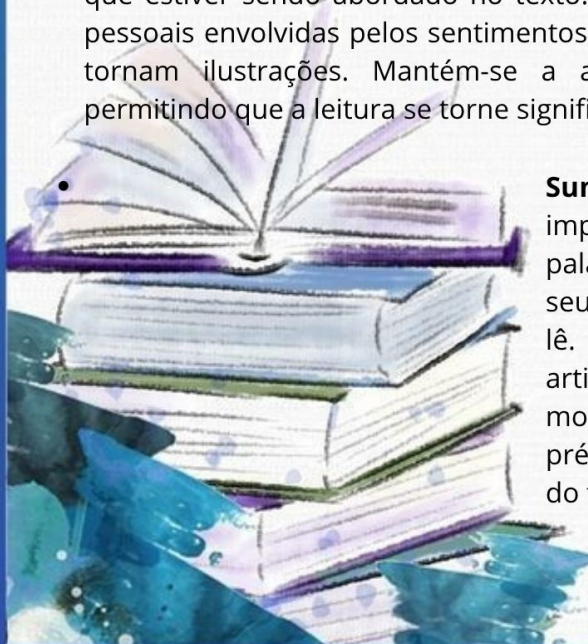 que estiver sendo abordado no texto.
pessoais envolvidas pelos sentimentos
tornam ilustrações. Mantém-se a a
permitindo que a leitura se torne signifi
• Sur
imp
pala
seu
lê.
arti
mo
pré
do